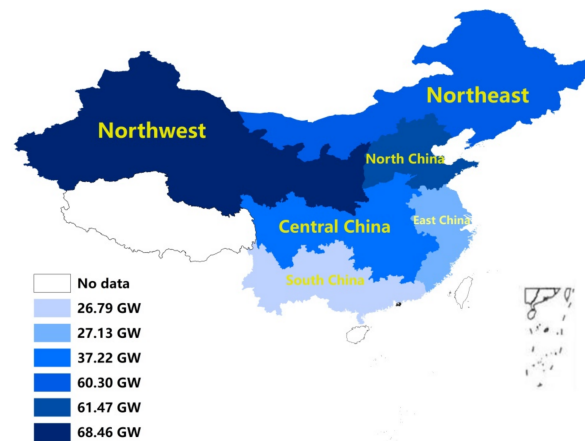 Northeast
Northwest
North China
East China
Central China
South China
No data
26.79 GW
27.13 GW
37.22 GW
60.30 GW
61.47 GW
68.46 GW